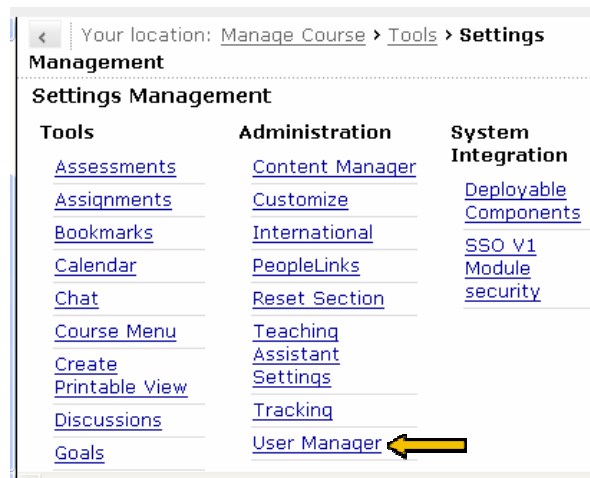 Your location: Manage Course > Tools > Settings
Management
Settings Management
Tools
Assessments
Assignments
Bookmarks
Calendar
Chat
Course Menu
Create
Printable View
Discussions
Goals
Administration
Content Manager
Customize
International
PeopleLinks
Reset Section
Teaching
Assistant
Settings
Tracking
User Manager
System
Integration
Deployable
Components
SSO V1
Module
security